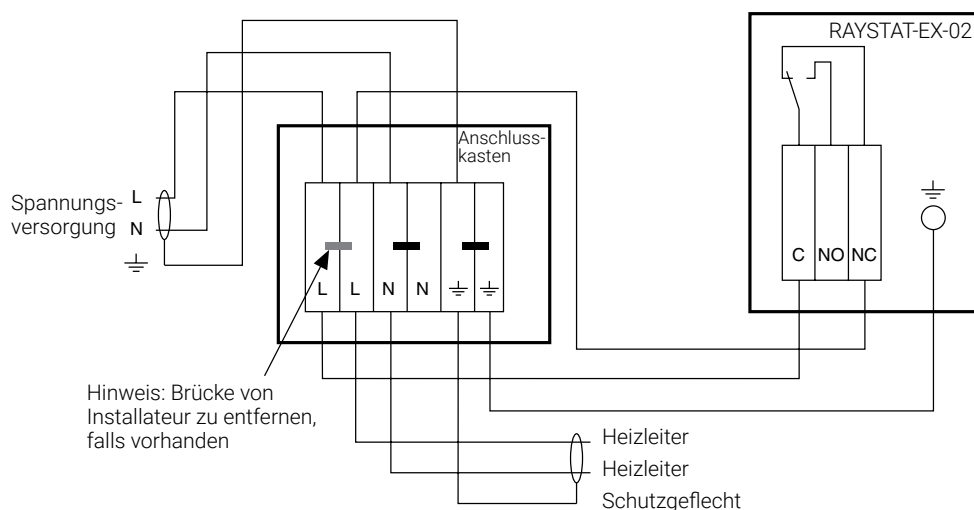 RAYSTAT-EX-02
Anschluss-
kasten
Spannungs-
versorgung
L
N
C NO NC
L L N N
Hinweis: Brücke von
Installateur zu entfernen,
falls vorhanden
Heizleiter
Heizleiter
Schutzgeflecht